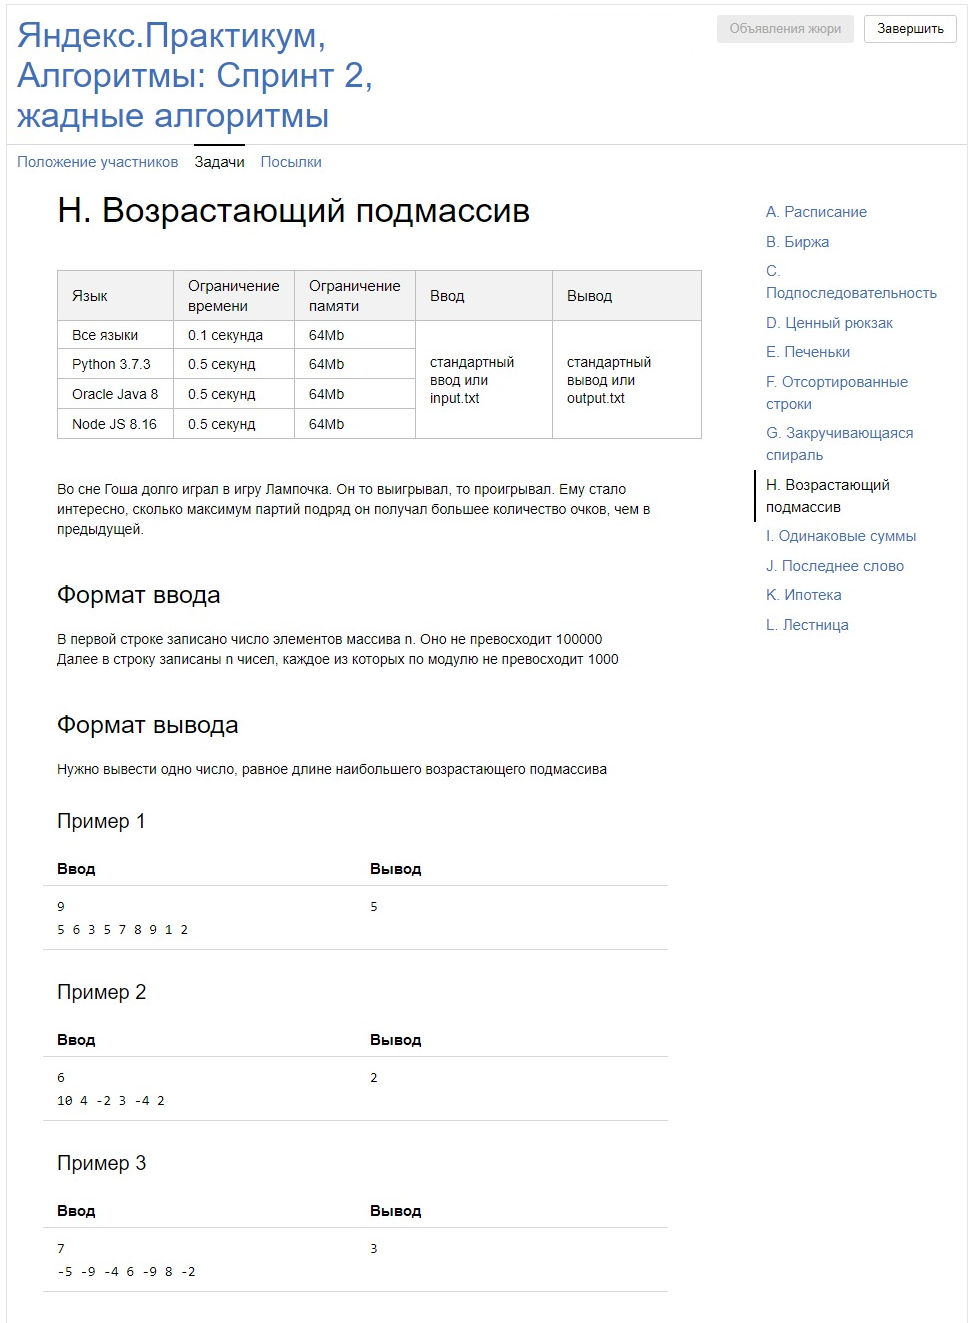 Яндекс.Практикум,
Алгоритмы: Спринт 2,
жадные алгоритмы
Объявления жюри
Завершить
Положение участников Задачи Посылки
H. Возрастающий подмассив
Язык Ограничение времени Ограничение памяти Ввод Вывод
Все языки 0.1 секунда 64Mb
Python 3.7.3 0.5 секунд 64Mb
Oracle Java 8 0.5 секунд 64Mb
Node JS 8.16 0.5 секунд 64Mb
стандартный
ввод или
input.txt
стандартный
вывод или
output.txt
Во сне Гоша долго играл в игру Лампочка. Он то выигрывал, то проигрывал. Ему стало
интересно, сколько максимум партий подряд он получал большее количество очков, чем в
предыдущей.
Формат ввода
В первой строке записано число элементов массива n. Оно не превосходит 100000
Далее в строку записаны n чисел, каждое из которых по модулю не превосходит 1000
Формат вывода
Нужно вывести одно число, равное длине наибольшего возрастающего подмассива
Пример 1
Ввод Вывод
9 5
5 6 3 5 7 8 9 1 2
Пример 2
Ввод Вывод
6 2
10 4 -2 3 -4 2
Пример 3
Ввод Вывод
7 3
-5 -9 -4 6 -9 8 -2
A. Расписание
B. Биржа
C.
Подпоследовательность
D. Ценный рюкзак
E. Печеньки
F. Отсортированные
строки
G. Закручивающаяся
спираль
H. Возрастающий
подмассив
I. Одинаковые суммы
J. Последнее слово
K. Ипотека
L. Лестница